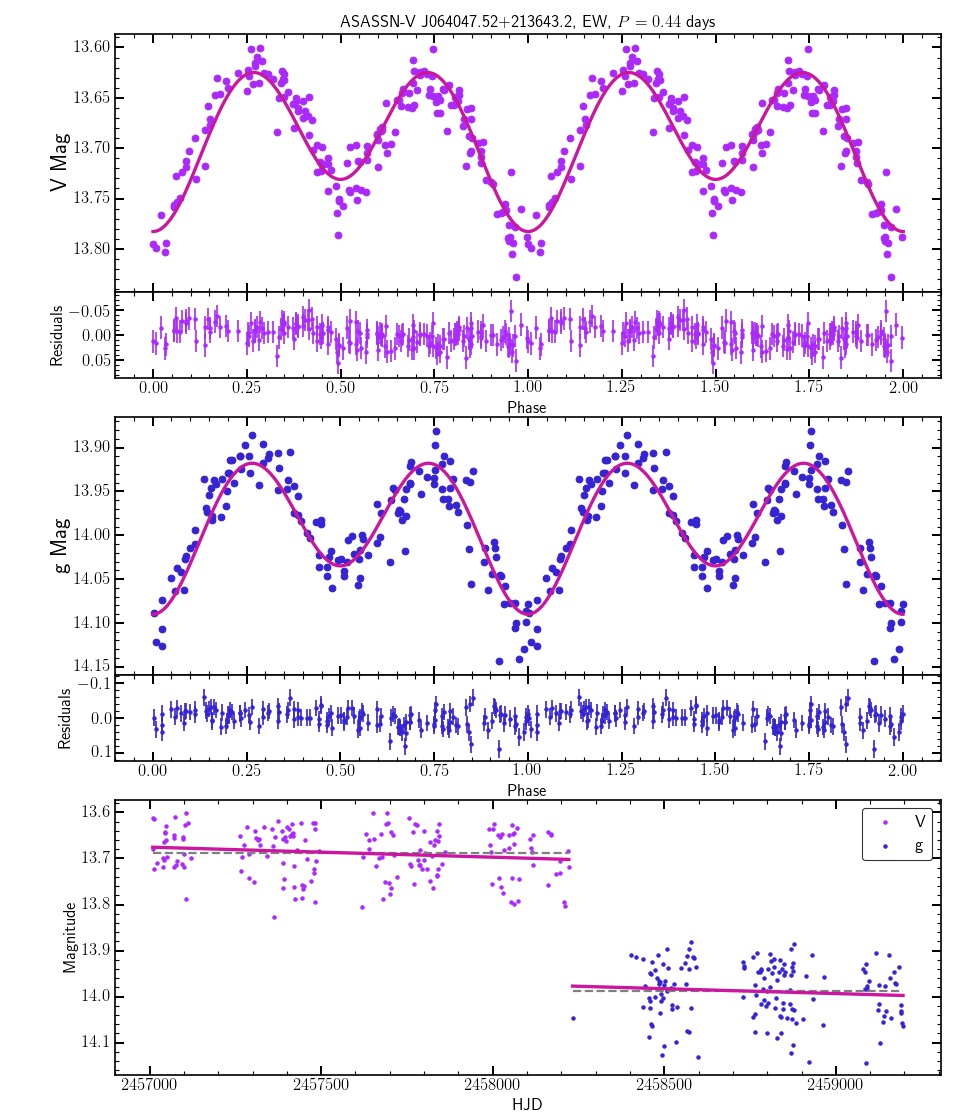 ASASSN-V J064047.52+213643.2, EW, P = 0.44 days
V Mag
13.60
13.65
13.70
13.75
13.80
Residuals
−0.05
0.00
0.05
0.00 0.25 0.50 0.75 1.00 1.25 1.50 1.75 2.00
Phase
g Mag
13.90
13.95
14.00
14.05
14.10
14.15
Residuals
−0.1
0.0
0.1
0.00 0.25 0.50 0.75 1.00 1.25 1.50 1.75 2.00
Phase
Magnitude
13.6
13.7
13.8
13.9
14.0
14.1
V
g
2457000 2457500 2458000 2458500 2459000
HJD